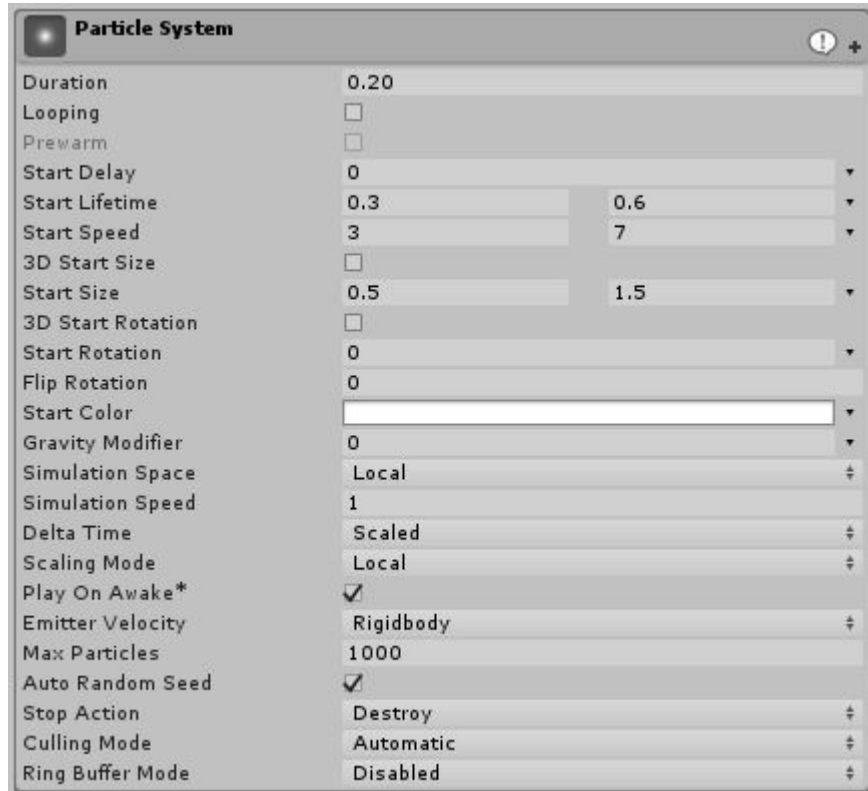 Particle System
Duration 0.20
Looping
Prewarm
Start Delay 0
Start Lifetime 0.3 0.6
Start Speed 3 7
3D Start Size
Start Size 0.5 1.5
3D Start Rotation
Start Rotation 0
Flip Rotation 0
Start Color
Gravity Modifier 0
Simulation Space Local
Simulation Speed 1
Delta Time Scaled
Scaling Mode Local
Play On Awake*
Emitter Velocity Rigidbody
Max Particles 1000
Auto Random Seed
Stop Action Destroy
Culling Mode Automatic
Ring Buffer Mode Disabled